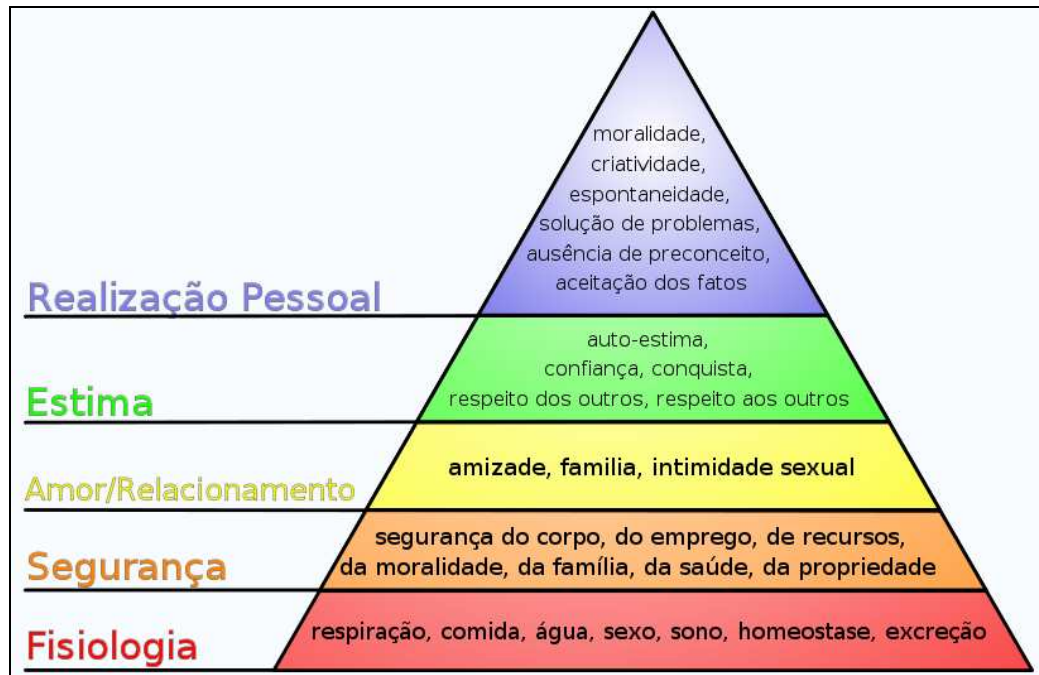 moralidade,
criatividade,
espontaneidade,
solução de problemas,
ausência de preconceito,
aceitação dos fatos
Realização Pessoal
auto-estima,
confiança, conquista,
respeito dos outros, respeito aos outros
Estima
amizade, familia, intimidade sexual
Amor/Relacionamento
segurança do corpo, do emprego, de recursos,
da moralidade, da família, da saúde, da propriedade
Segurança
respiração, comida, água, sexo, sono, homeostase, excreção
Fisiologia